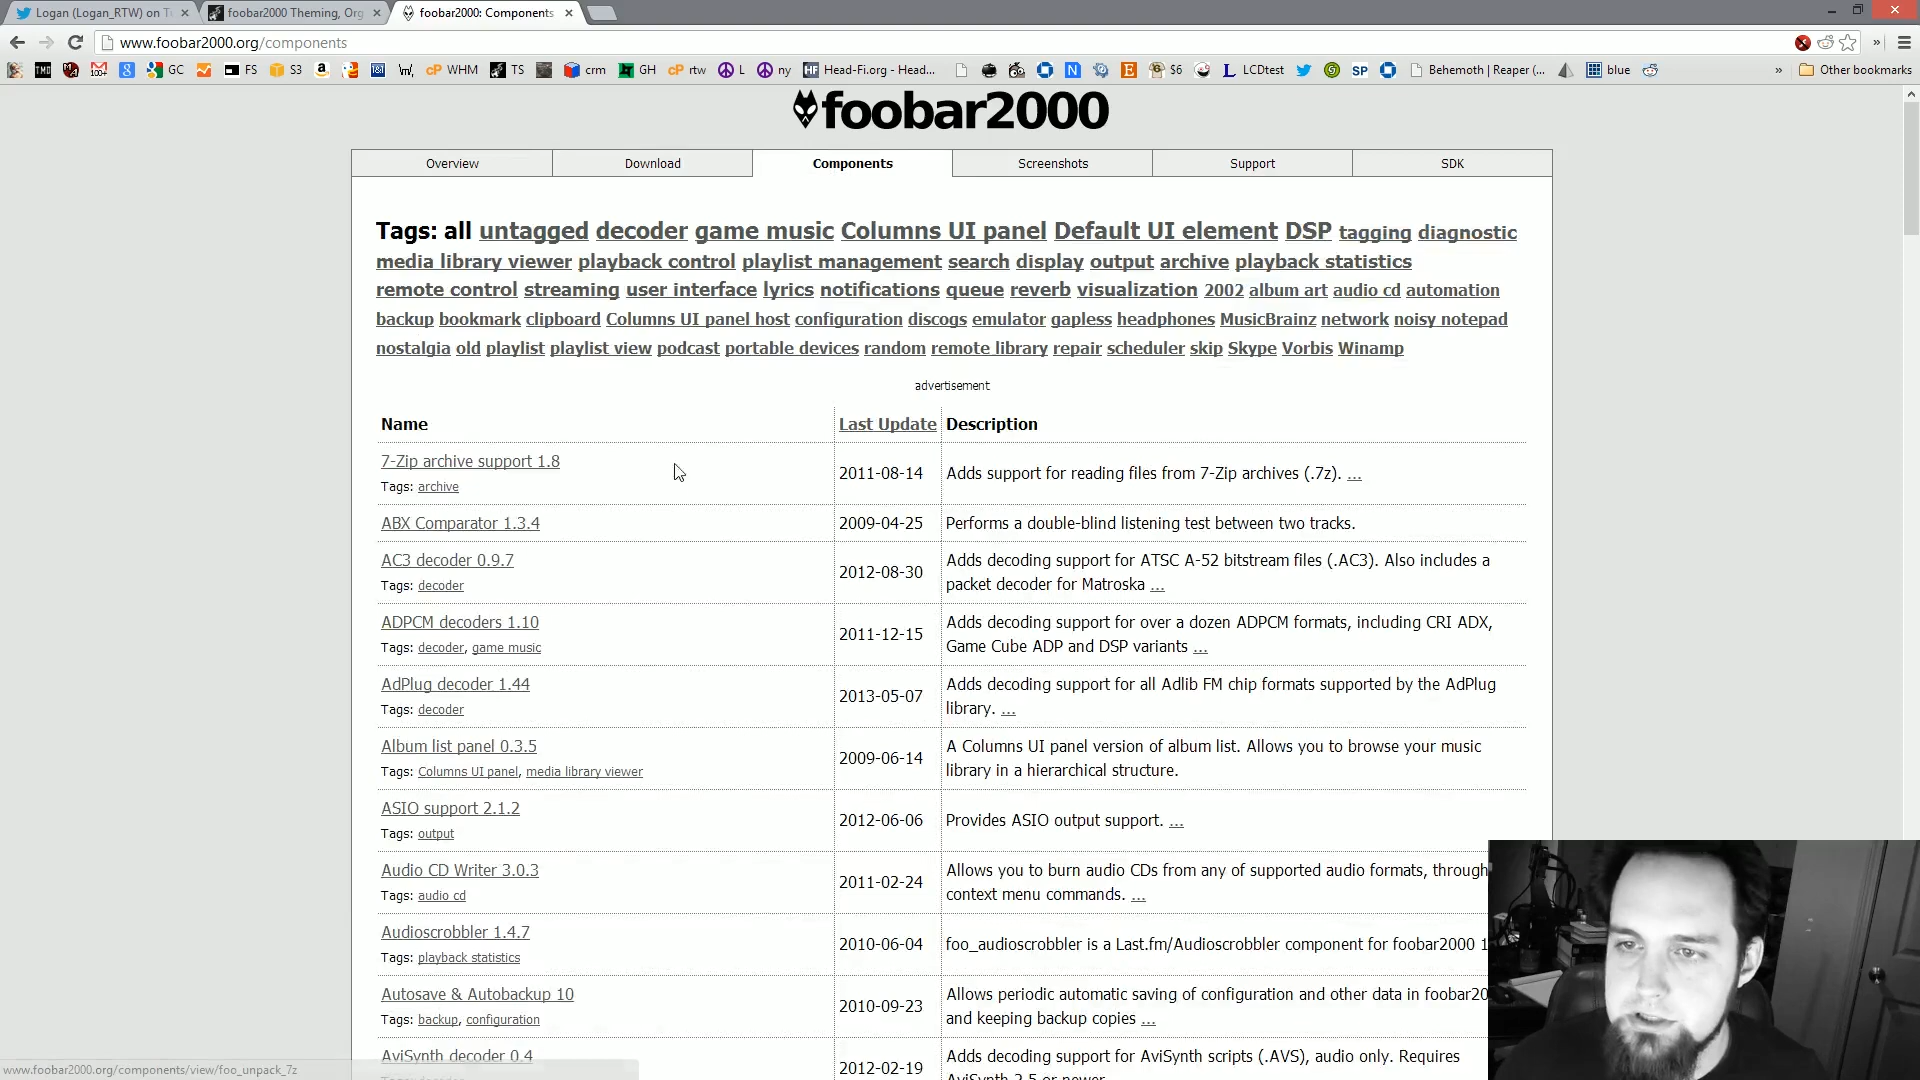 Logan (Logan_RTW) on T
foobar2000 Theming, Org
foobar2000: Components
www.foobar2000.org/components
TMD
100+
GC
FS
S3
a
cP WHM
TS
crm
GH
cP rtw
L
ny
HF Head-Fi.org - Head...
N
E
$6
L LCDtest
SP
Behemoth | Reaper (...
blue
»
Other bookmarks
foobar2000
Overview
Download
Components
Screenshots
Support
SDK
Tags: all untagged decoder game music Columns UI panel Default UI element DSP tagging diagnostic
media library viewer playback control playlist management search display output archive playback statistics
remote control streaming user interface lyrics notifications queue reverb visualization 2002 album art audio cd automation
backup bookmark clipboard Columns UI panel host configuration discogs emulator gapless headphones MusicBrainz network noisy notepad
nostalgia old playlist playlist view podcast portable devices random remote library repair scheduler skip Skype Vorbis Winamp
advertisement
Name Last Update Description
7-Zip archive support 1.8
Tags: archive
2011-08-14
Adds support for reading files from 7-Zip archives (.7z). ...
ABX Comparator 1.3.4
2009-04-25
Performs a double-blind listening test between two tracks.
AC3 decoder 0.9.7
Tags: decoder
2012-08-30
Adds decoding support for ATSC A-52 bitstream files (.AC3). Also includes a
packet decoder for Matroska ...
ADPCM decoders 1.10
Tags: decoder, game music
2011-12-15
Adds decoding support for over a dozen ADPCM formats, including CRI ADX,
Game Cube ADP and DSP variants ...
AdPlug decoder 1.44
Tags: decoder
2013-05-07
Adds decoding support for all Adlib FM chip formats supported by the AdPlug
library. ...
Album list panel 0.3.5
Tags: Columns UI panel, media library viewer
2009-06-14
A Columns UI panel version of album list. Allows you to browse your music
library in a hierarchical structure.
ASIO support 2.1.2
Tags: output
2012-06-06
Provides ASIO output support. ...
Audio CD Writer 3.0.3
Tags: audio cd
2011-02-24
Allows you to burn audio CDs from any of supported audio formats, through
context menu commands. ...
Audioscrobbler 1.4.7
Tags: playback statistics
2010-06-04
foo_audioscrobbler is a Last.fm/Audioscrobbler component for foobar2000 1
Autosave & Autobackup 10
Tags: backup, configuration
2010-09-23
Allows periodic automatic saving of configuration and other data in foobar20
and keeping backup copies ...
AviSynth decoder 0.4
2012-02-19
Adds decoding support for AviSynth scripts (.AVS), audio only. Requires
AviSynth 2.5 or newer.
www.foobar2000.org/components/view/foo_unpack_7z